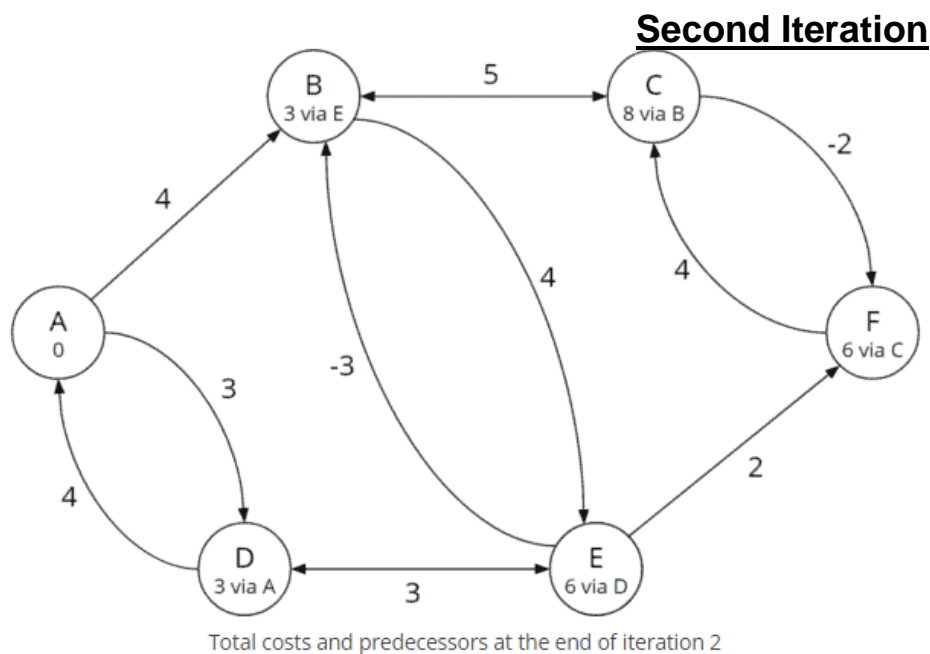 Second Iteration
B
3 via E
5
C
8 via B
-2
4
4
4
A
0
F
6 via C
-3
3
2
4
D
3 via A
E
6 via D
3
Total costs and predecessors at the end of iteration 2